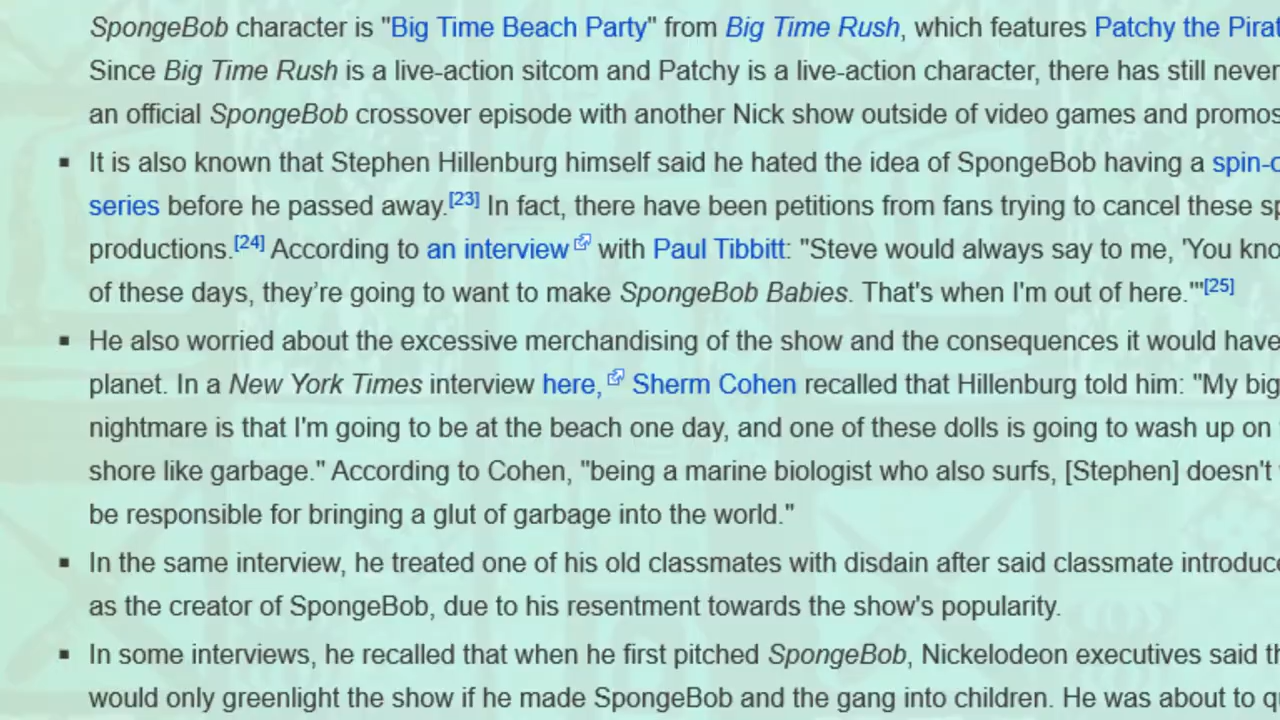 SpongeBob character is "Big Time Beach Party" from Big Time Rush, which features Patchy the Pirat
Since Big Time Rush is a live-action sitcom and Patchy is a live-action character, there has still never
an official SpongeBob crossover episode with another Nick show outside of video games and promos
▪ It is also known that Stephen Hillenburg himself said he hated the idea of SpongeBob having a spin-o
series before he passed away.[23] In fact, there have been petitions from fans trying to cancel these sp
productions.[24] According to an interview with Paul Tibbitt: "Steve would always say to me, 'You kno
of these days, they’re going to want to make SpongeBob Babies. That's when I'm out of here.'"[25]
▪ He also worried about the excessive merchandising of the show and the consequences it would have
planet. In a New York Times interview here, Sherm Cohen recalled that Hillenburg told him: "My big
nightmare is that I'm going to be at the beach one day, and one of these dolls is going to wash up on
shore like garbage." According to Cohen, "being a marine biologist who also surfs, [Stephen] doesn't
be responsible for bringing a glut of garbage into the world."
▪ In the same interview, he treated one of his old classmates with disdain after said classmate introduce
as the creator of SpongeBob, due to his resentment towards the show's popularity.
▪ In some interviews, he recalled that when he first pitched SpongeBob, Nickelodeon executives said th
would only greenlight the show if he made SpongeBob and the gang into children. He was about to q